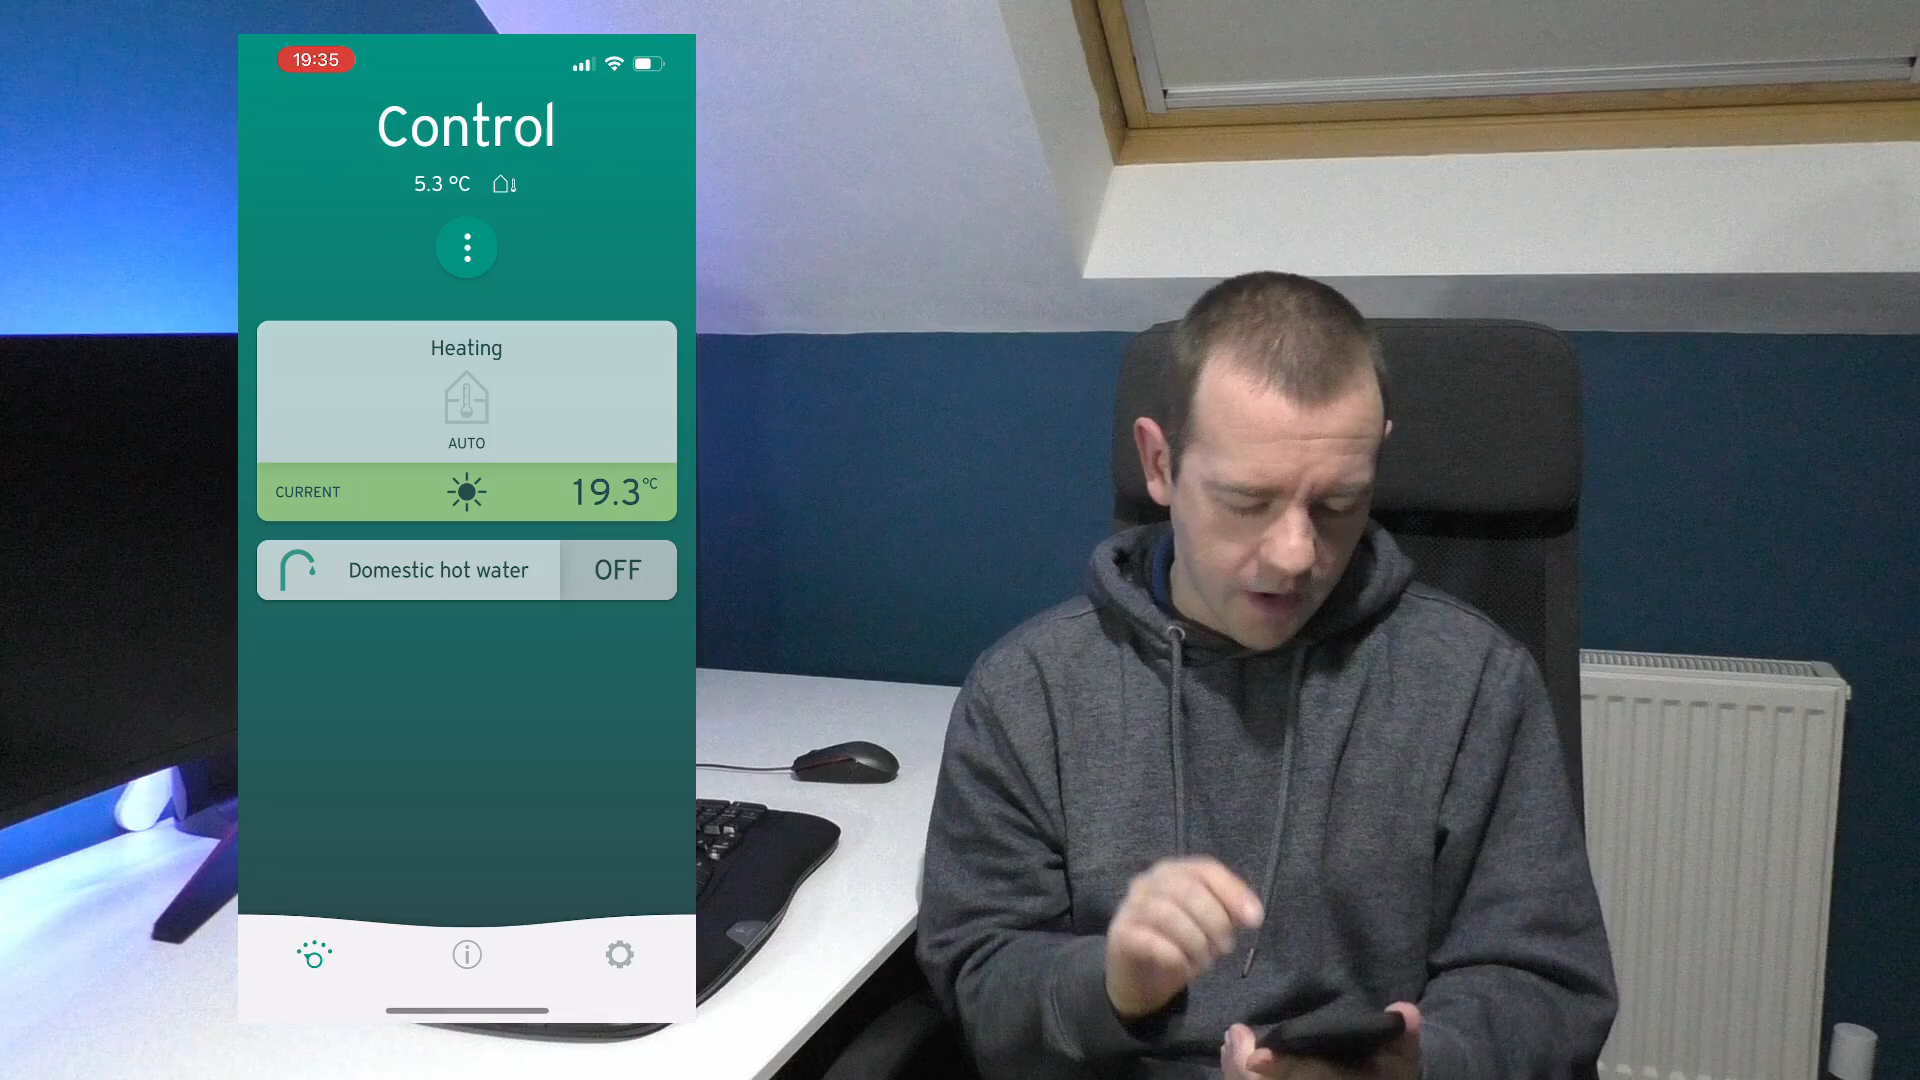 19:35
Control
5.3 °C
Heating
AUTO
CURRENT 19.3 °C
Domestic hot water OFF